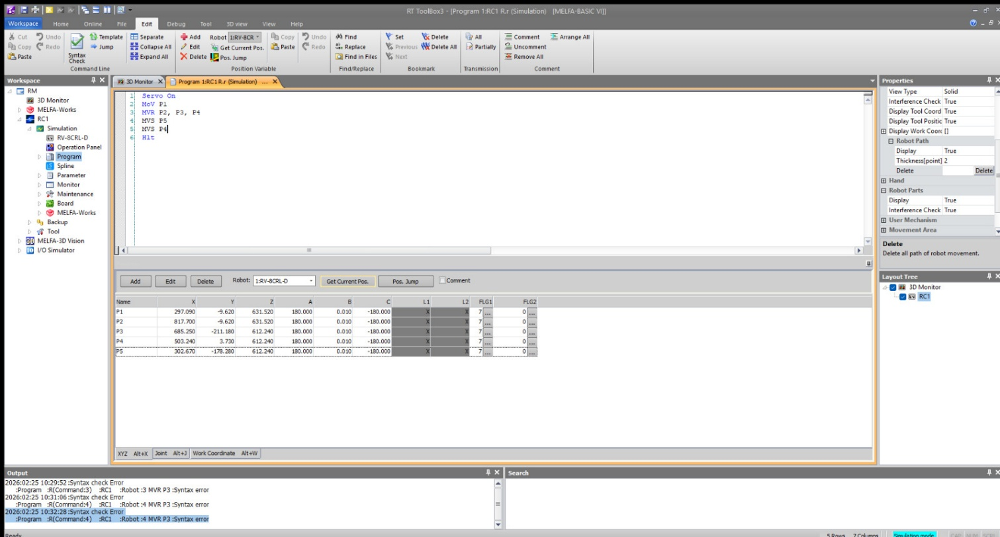 RT ToolBox3 - [Program 1:RC1 R.r (Simulation) [MELFA-BASIC VI]]
Workspace Home Online File Edit Debug Tool 3D view View Help
Cut Undo Template Separate Add Robot 1:RV-8CR Copy Undo Find Set Delete All Comment Arrange All
Copy Redo Jump Collapse All Edit Get Current Pos. Paste Redo Replace Previous Delete All Partially Uncomment
Paste Syntax Check Expand All Delete Pos. Jump Find in Files Next Remove All
Command Line Position Variable Find/Replace Bookmark Transmission Comment
Workspace
RM
3D Monitor
MELFA-Works
RC1
Simulation
RV-8CRL-D
Operation Panel
Program
Spline
Parameter
Monitor
Maintenance
Board
MELFA-Works
Backup
Tool
MELFA-3D Vision
I/O Simulator
3D Monitor Program 1:RC1 R.r (Simulation) ...
1 Servo On
2 MoV P1
3 MVR P2, P3, P4
4 MVS P5
5 MVS P4
6 Hlt
Add Edit Delete Robot: 1:RV-8CRL-D Get Current Pos. Pos. Jump Comment
Name X Y Z A B C L1 L2 FLG1 FLG2
P1 297.090 -9.620 631.520 180.000 0.010 -180.000 X X 7 ... 0 ...
P2 817.700 -9.620 631.520 180.000 0.010 -180.000 X X 7 ... 0 ...
P3 685.250 -211.180 612.240 180.000 0.010 -180.000 X X 7 ... 0 ...
P4 503.240 3.730 612.240 180.000 0.010 -180.000 X X 7 ... 0 ...
P5 302.670 -178.280 612.240 180.000 0.010 -180.000 X X 7 ... 0 ...
XYZ Alt+X Joint Alt+J Work Coordinate Alt+W
Properties
View Type Solid
Interference Check True
Display Tool Coord True
Display Tool Positic True
Display Work Coorc []
Robot Path
Display True
Thickness[point] 2
Delete Delete
Hand
Robot Parts
Display True
Interference Check True
User Mechanism
Movement Area
Delete
Delete all path of robot movement.
Layout Tree
3D Monitor
RC1
Output
2026:02:25 10:29:52 :Syntax check Error
:Program :R(Command:3) :RC1 :Robot :3 MVR P3 :Syntax error
2026:02:25 10:31:06 :Syntax check Error
:Program :R(Command:4) :RC1 :Robot :4 MVR P3 :Syntax error
2026:02:25 10:32:28 :Syntax check Error
:Program :R(Command:4) :RC1 :Robot :4 MVR P3 :Syntax error
Search
Ready 5 Rows 7 Columns Simulation mode CAP NUM SCRL